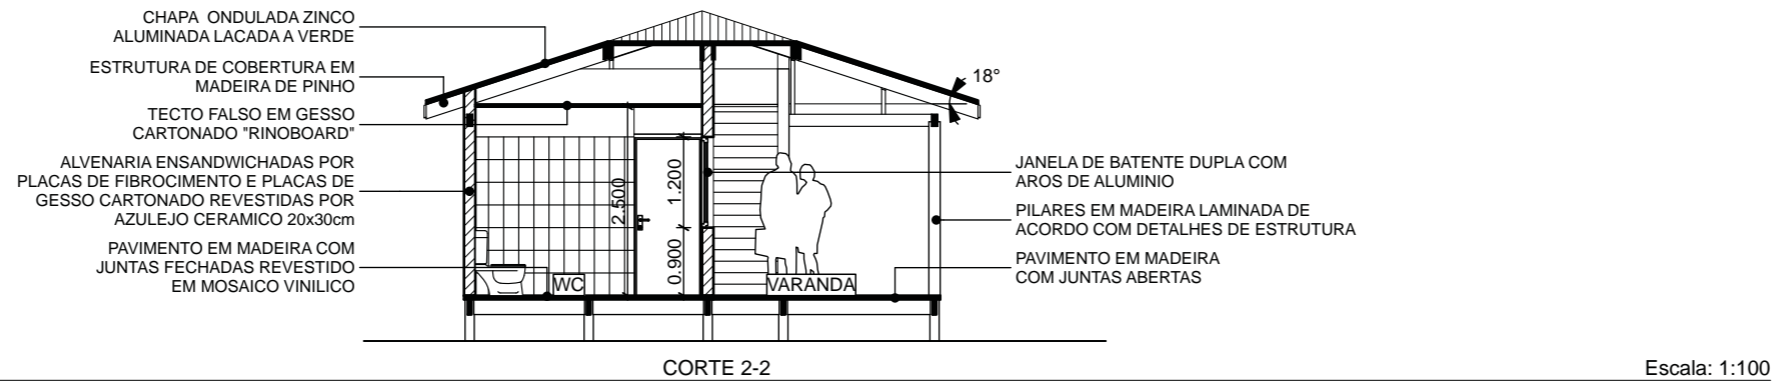 CHAPA ONDULADA ZINCO
ALUMINADA LACADA A VERDE
ESTRUTURA DE COBERTURA EM
MADEIRA DE PINHO
TECTO FALSO EM GESSO
CARTONADO "RINOBOARD"
ALVENARIA ENSANDWICHADAS POR
PLACAS DE FIBROCIMENTO E PLACAS DE
GESSO CARTONADO REVESTIDAS POR
AZULEJO CERAMICO 20x30cm
PAVIMENTO EM MADEIRA COM
JUNTAS FECHADAS REVESTIDO
EM MOSAICO VINILICO
18°
2.500
1.200
0.900
WC
VARANDA
JANELA DE BATENTE DUPLA COM
AROS DE ALUMINIO
PILARES EM MADEIRA LAMINADA DE
ACORDO COM DETALHES DE ESTRUTURA
PAVIMENTO EM MADEIRA
COM JUNTAS ABERTAS
CORTE 2-2
Escala: 1:100